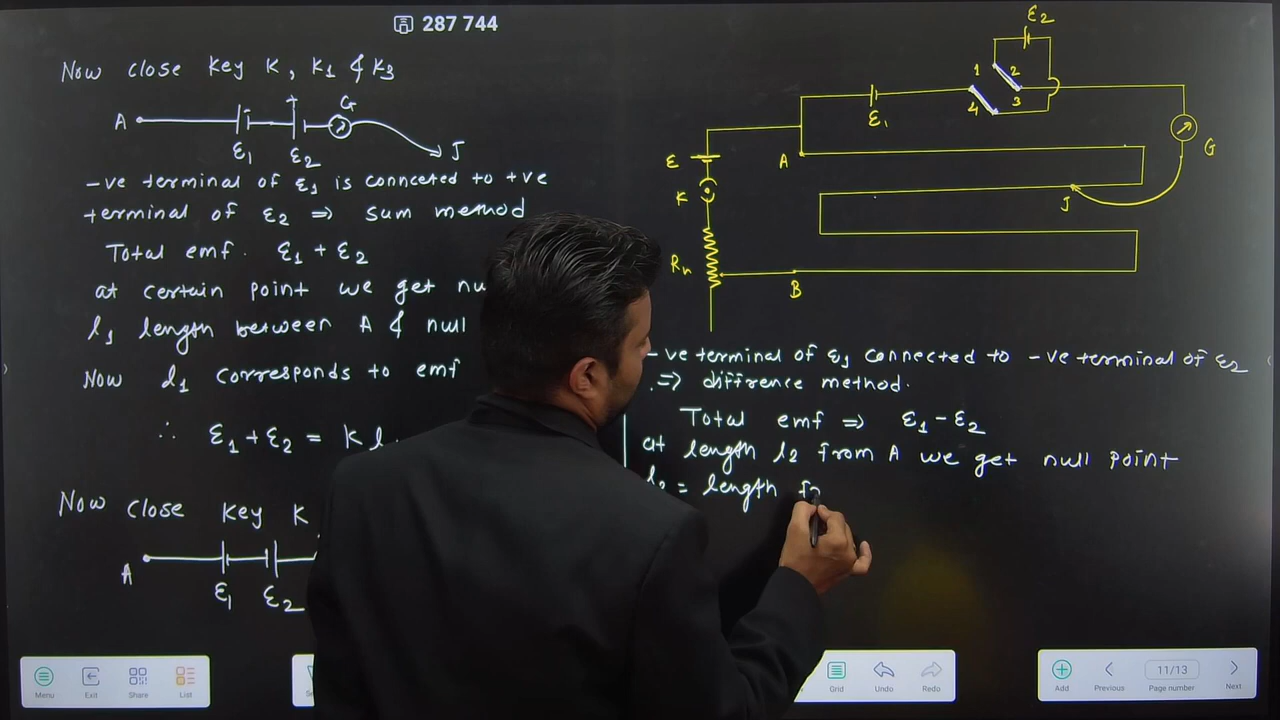 287 744
Now close key K, K1 & K3
A
ε1
ε2
G
J
-ve terminal of ε1 is connceted to +ve
terminal of ε2 ⇒ sum method
Total emf. ε1 + ε2
at certain point we get
l1 length between A & null
Now l1 corresponds to emf
∴ ε1 + ε2 = K l
Now close key K
A
ε1
ε2
ε2
1
2
3
4
ε1
ε
A
K
G
J
Rh
B
-ve terminal of ε1 connected to -ve terminal of ε2
⇒ difference method.
Total emf ⇒ ε1 - ε2
at length l2 from A we get null point
l2 = length
Menu
Exit
Share
List
Grid
Undo
Redo
Add
Previous
11/13
Page number
Next